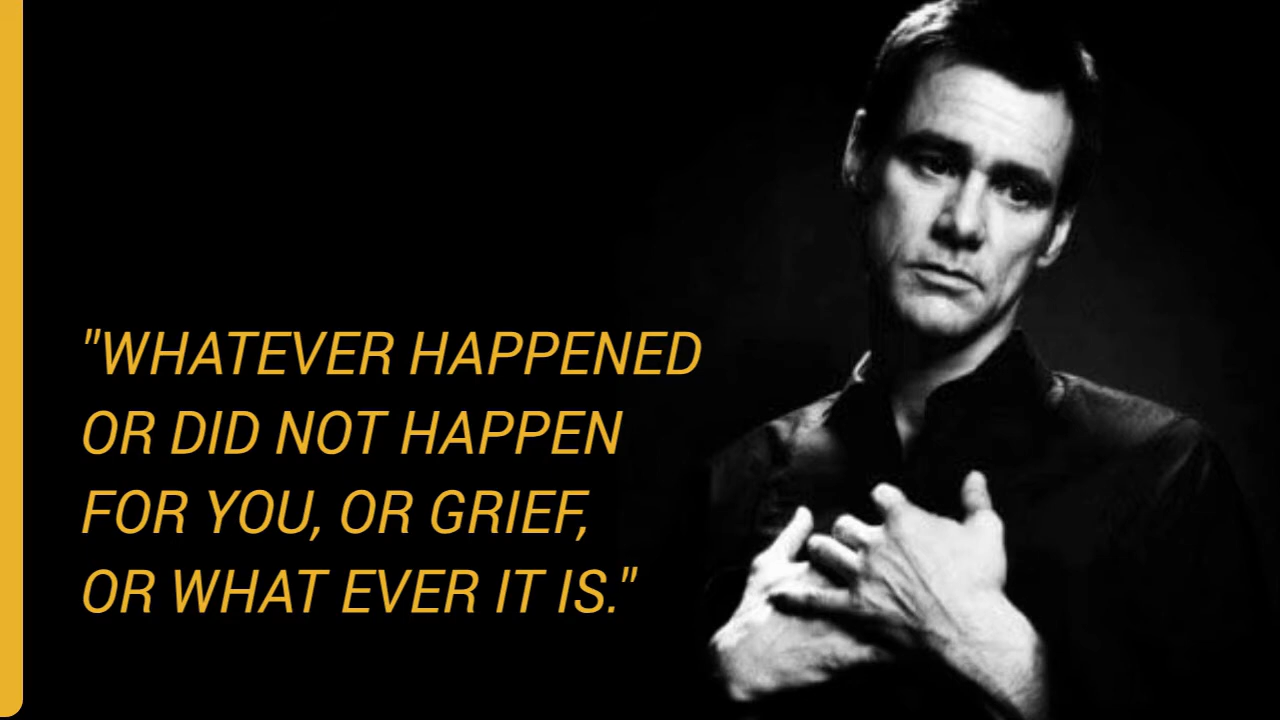 "WHATEVER HAPPENED
OR DID NOT HAPPEN
FOR YOU, OR GRIEF,
OR WHAT EVER IT IS."